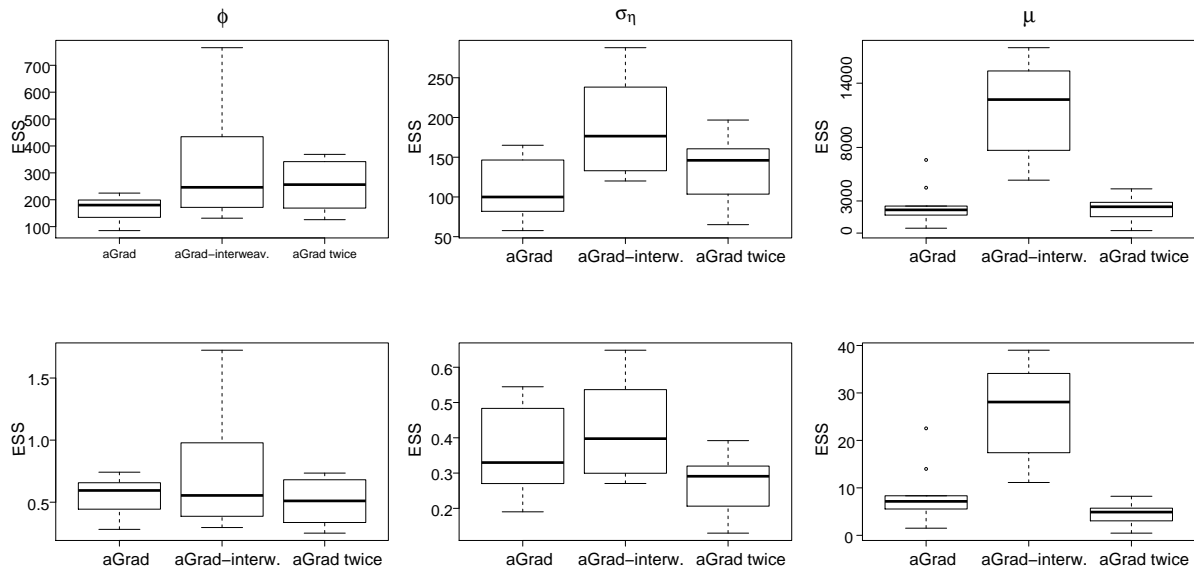 ϕ
σ_η
μ
ESS
700
600
500
400
300
200
100
aGrad
aGrad-interweav.
aGrad twice
ESS
250
200
150
100
50
aGrad
aGrad-interw.
aGrad twice
ESS
14000
8000
3000
0
aGrad
aGrad-interw.
aGrad twice
ESS
1.5
1.0
0.5
aGrad
aGrad-interw.
aGrad twice
ESS
0.6
0.5
0.4
0.3
0.2
aGrad
aGrad-interw.
aGrad twice
ESS
40
30
20
10
0
aGrad
aGrad-interw.
aGrad twice